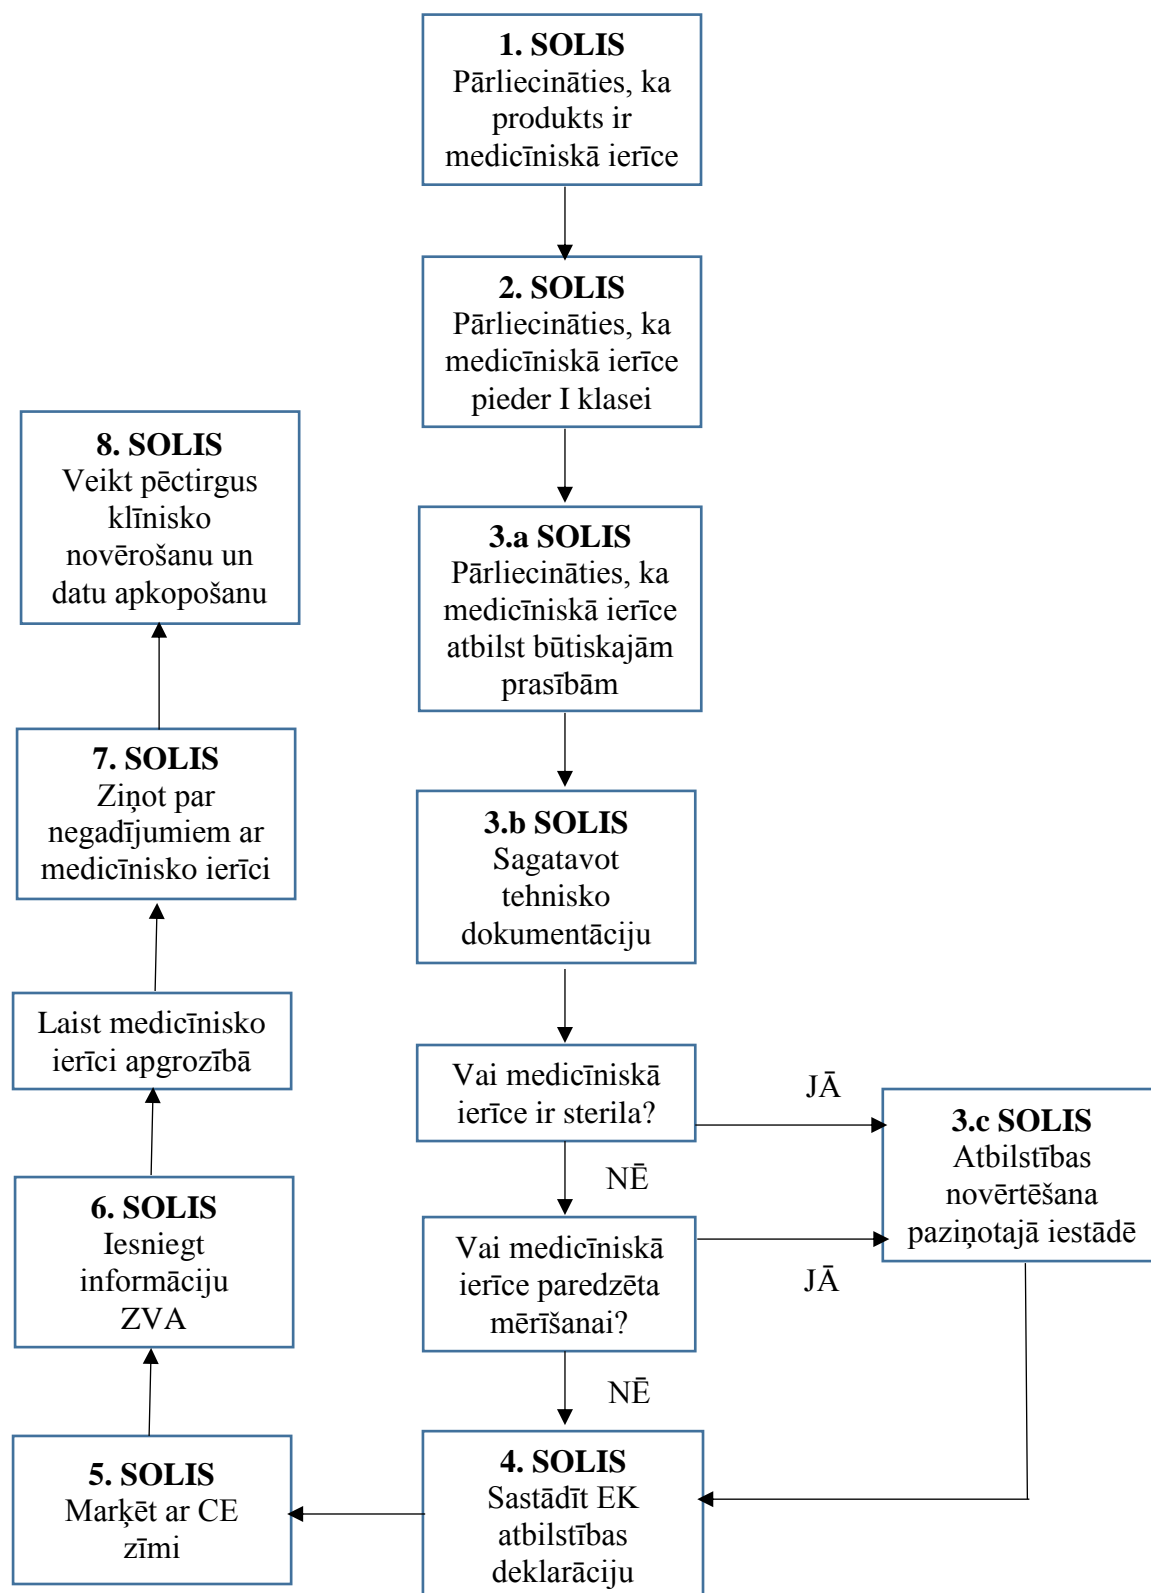 1. SOLIS
Pārliecināties, ka
produkts ir
medicīniskā ierīce
2. SOLIS
Pārliecināties, ka
medicīniskā ierīce
pieder I klasei
3.a SOLIS
Pārliecināties, ka
medicīniskā ierīce
atbilst būtiskajām
prasībām
3.b SOLIS
Sagatavot
tehnisko
dokumentāciju
Vai medicīniskā
ierīce ir sterila?
JĀ
NĒ
3.c SOLIS
Atbilstības
novērtēšana
paziņotajā iestādē
Vai medicīniskā
ierīce paredzēta
mērīšanai?
JĀ
NĒ
4. SOLIS
Sastādīt EK
atbilstības
deklarāciju
5. SOLIS
Marķēt ar CE
zīmi
6. SOLIS
Iesniegt
informāciju
ZVA
Laist medicīnisko
ierīci apgrozībā
7. SOLIS
Ziņot par
negadījumiem ar
medicīnisko ierīci
8. SOLIS
Veikt pēctirgus
klīnisko
novērošanu un
datu apkopošanu